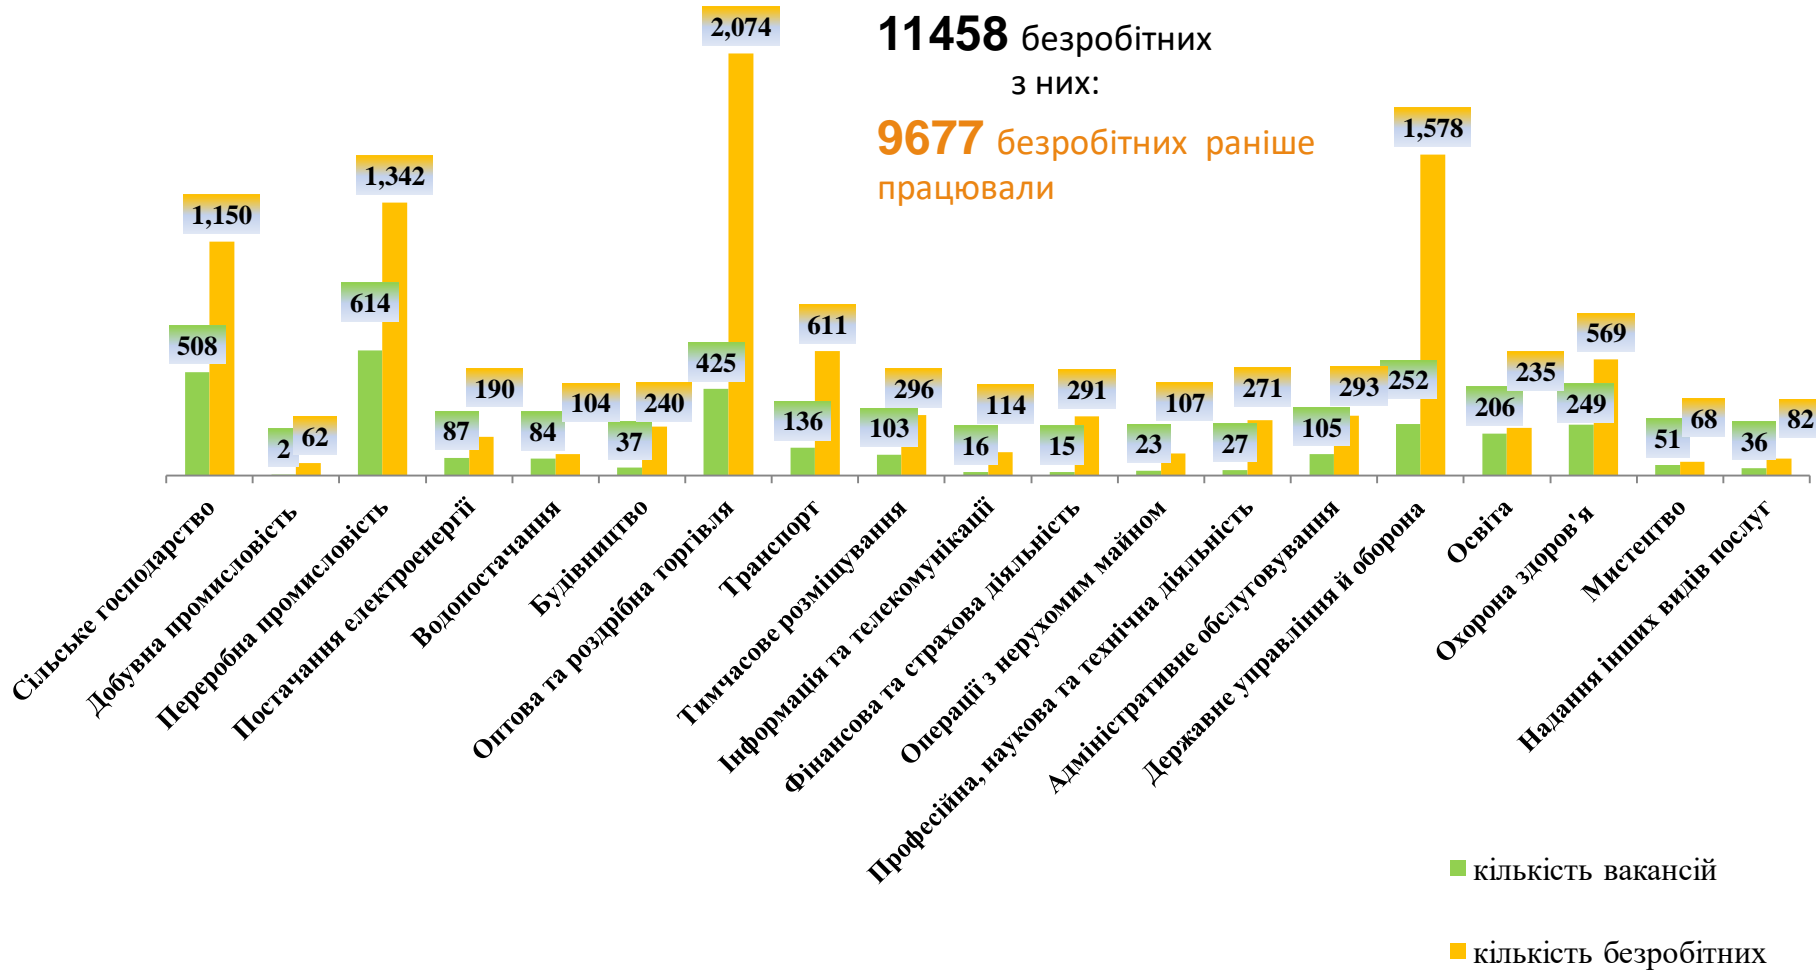 11458 безробітних
з них:
9677 безробітних раніше
працювали
2,074
1,578
1,342
1,150
614
611
569
508
425
296
114
291
107
271
293
252
235
190
104
240
136
206
249
68
82
2
62
87
84
37
103
16
15
23
27
105
51
36
Сільське господарство
Добувна промисловість
Переробна промисловість
Постачання електроенергії
Водопостачання
Будівництво
Оптова та роздрібна торгівля
Транспорт
Тимчасове розміщування
Інформація та телекомунікації
Фінансова та страхова діяльність
Операції з нерухомим майном
Професійна, наукова та технічна діяльність
Адміністративне обслуговування
Державне управління й оборона
Освіта
Охорона здоров'я
Мистецтво
Надання інших видів послуг
кількість вакансій
кількість безробітних